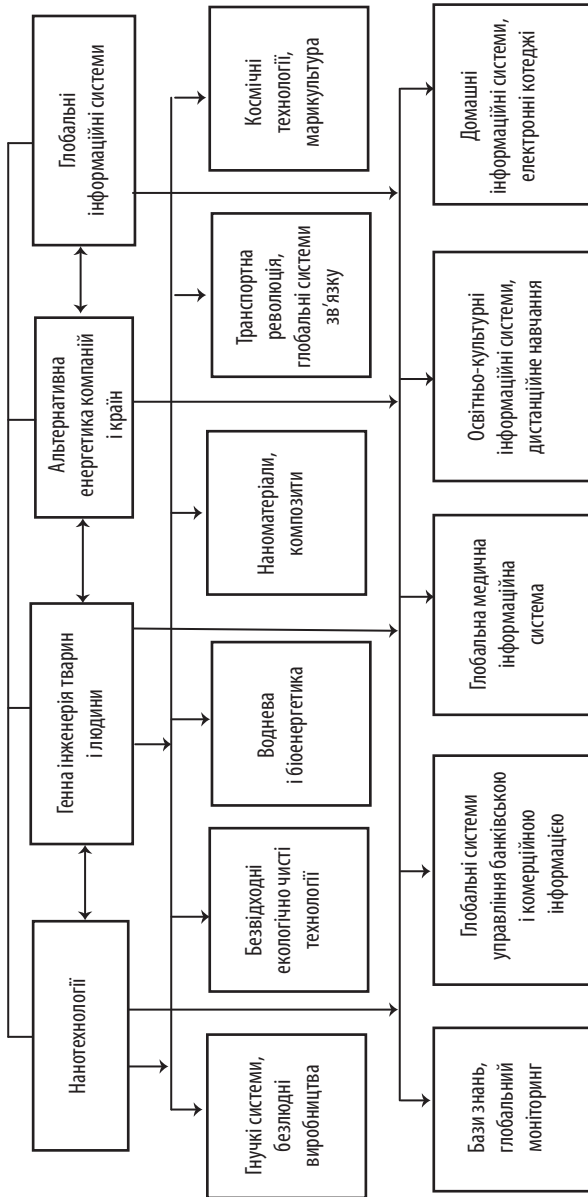 Нанотехнології
Генна інженерія тварин
і людини
Альтернативна
енергетика компаній
і країн
Глобальні
інформаційні системи
Гнучкі системи,
безлюдні
виробництва
Безвідходні
екологічно чисті
технології
Воднева
і біоенергетика
Наноматеріали,
композити
Транспортна
революція,
глобальні системи
зв’язку
Космічні
технології,
марикультура
Бази знань,
глобальний
моніторинг
Глобальні системи
управління банківською
і комерційною
інформацією
Глобальна медична
інформаційна
система
Освітньо-культурні
інформаційні системи,
дистанційне навчання
Домашні
інформаційні системи,
електронні котеджі